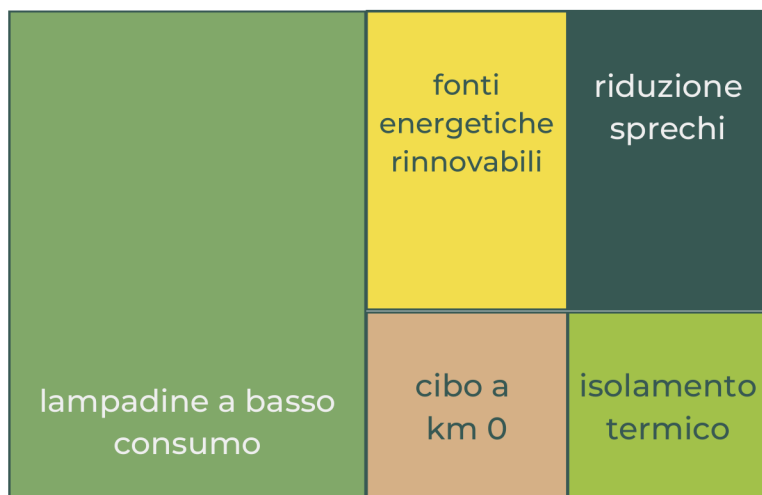 fonti
energetiche
rinnovabili
riduzione
sprechi
lampadine a basso
consumo
cibo a
km 0
isolamento
termico